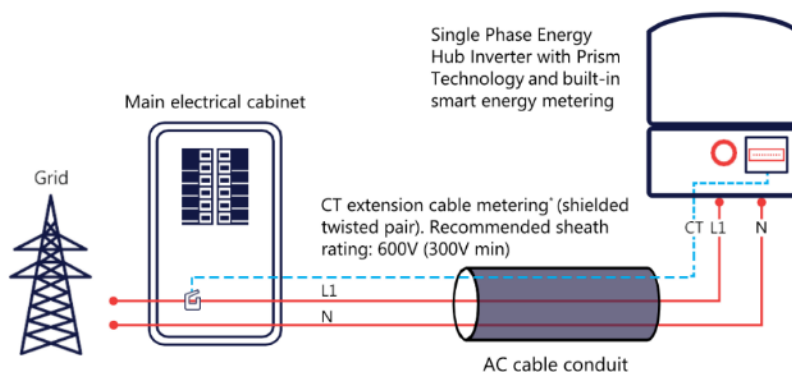 Single Phase Energy
Hub Inverter with Prism
Technology and built-in
smart energy metering
Main electrical cabinet
Grid
CT extension cable metering* (shielded
twisted pair). Recommended sheath
rating: 600V (300V min)
CT L1 N
L1
N
AC cable conduit